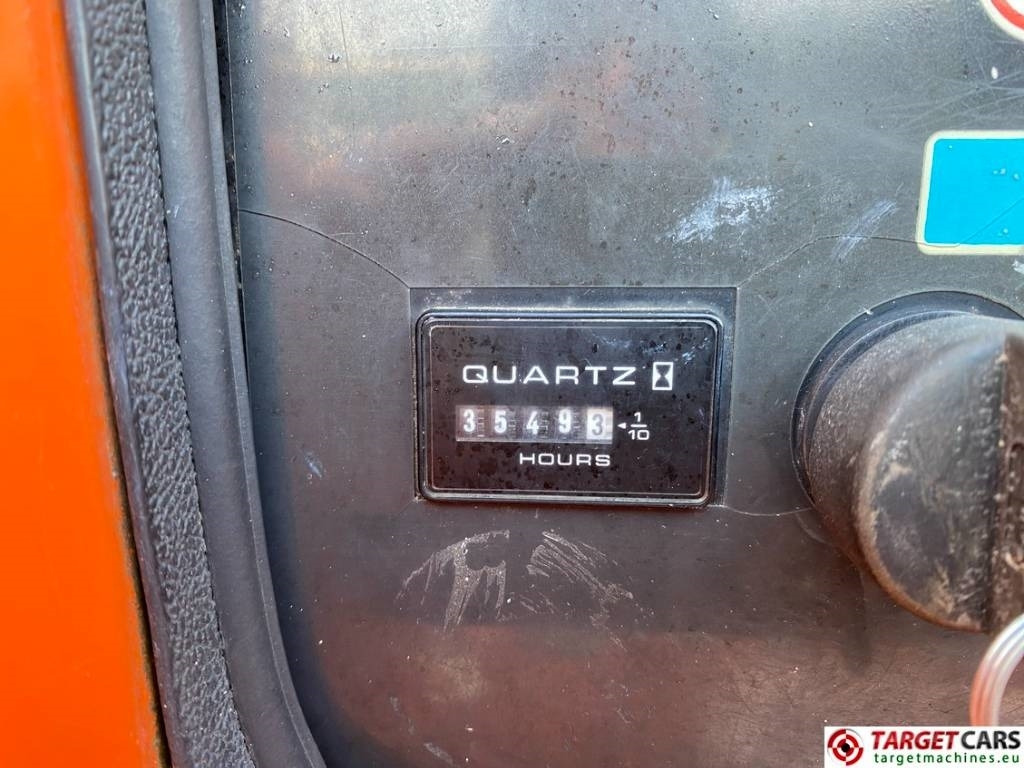 QUARTZ
35493 1/10
HOURS
TARGETCARS
targetmachines.eu